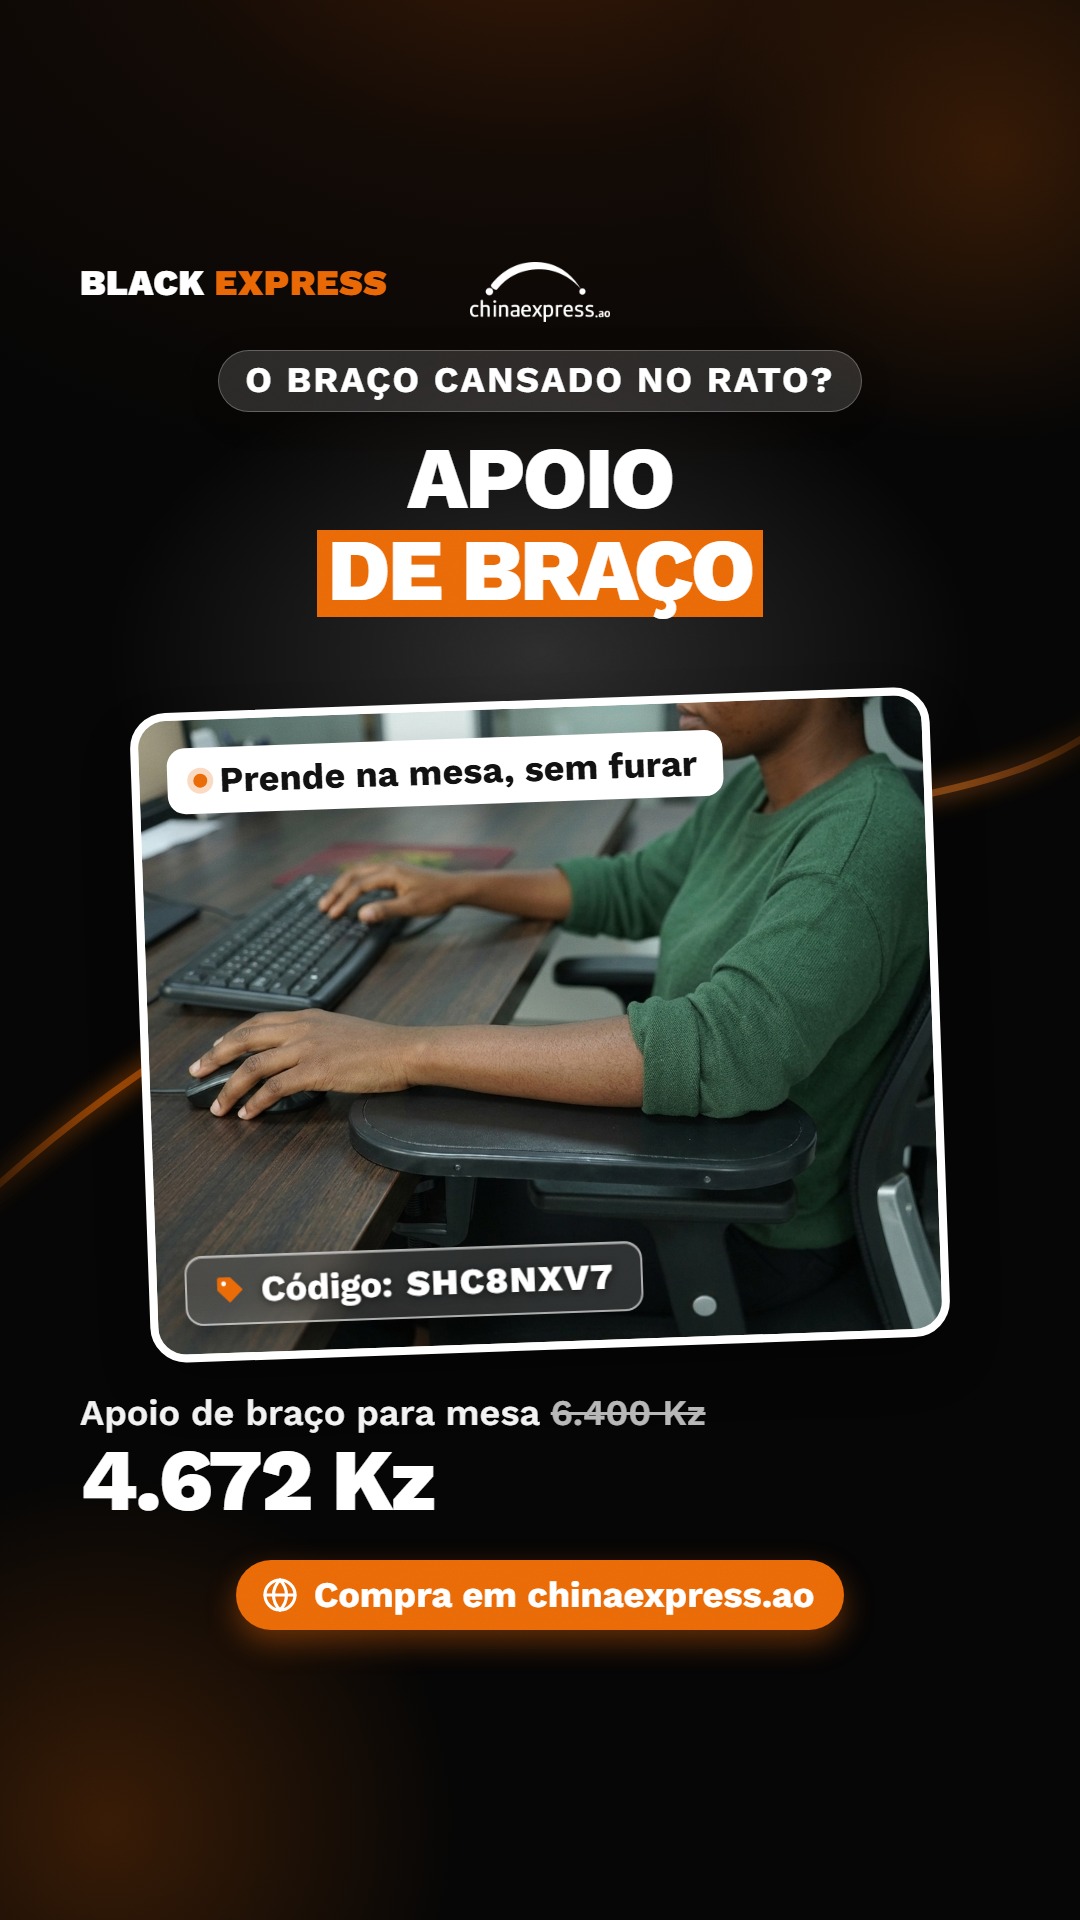 BLACK EXPRESS
chinaexpress.ao
O BRAÇO CANSADO NO RATO?
APOIO
DE BRAÇO
Prende na mesa, sem furar
Código: SHC8NXV7
Apoio de braço para mesa 6.400 Kz
4.672 Kz
Compra em chinaexpress.ao